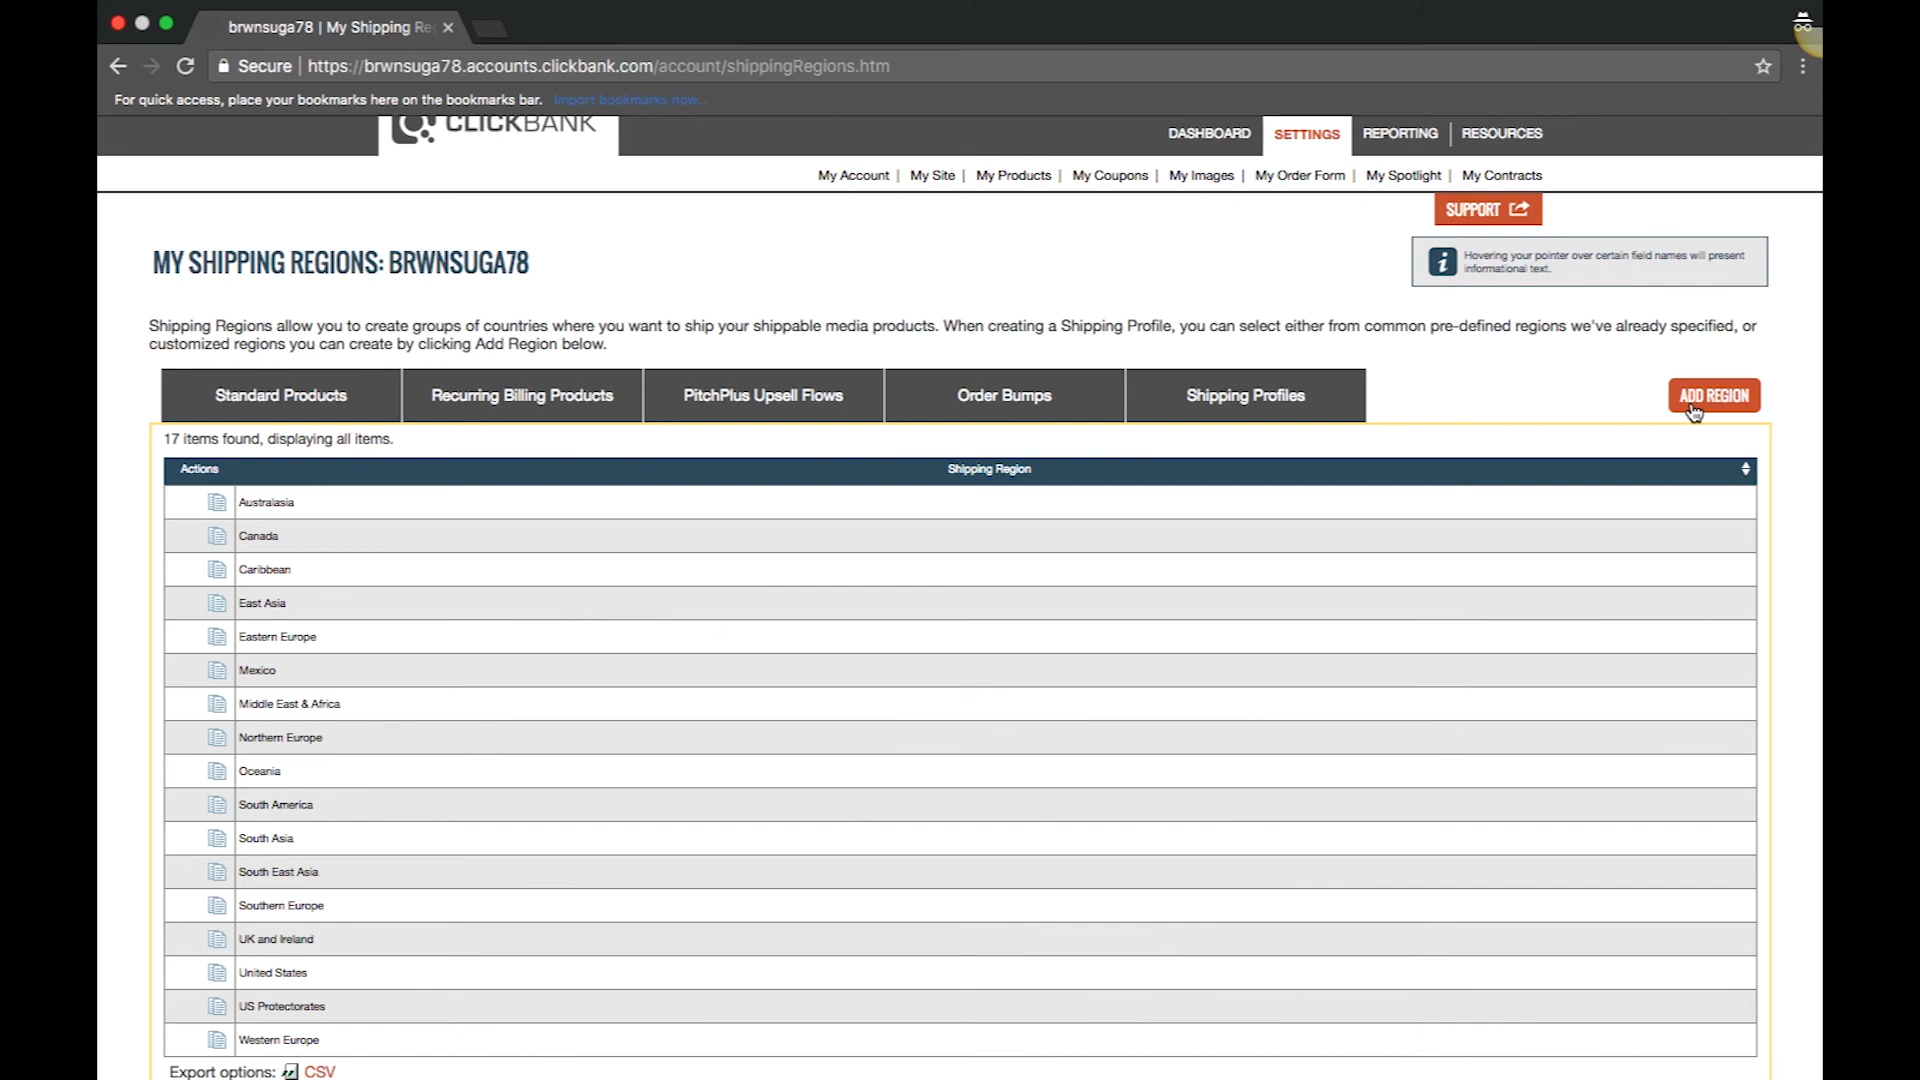 brwnsuga78 | My Shipping Re
Secure | https://brwnsuga78.accounts.clickbank.com/account/shippingRegions.htm
For quick access, place your bookmarks here on the bookmarks bar. Import bookmarks now...
CLICKBANK
DASHBOARD SETTINGS REPORTING | RESOURCES
My Account | My Site | My Products | My Coupons | My Images | My Order Form | My Spotlight | My Contracts
SUPPORT
MY SHIPPING REGIONS: BRWNSUGA78
Hovering your pointer over certain field names will present
informational text.
Shipping Regions allow you to create groups of countries where you want to ship your shippable media products. When creating a Shipping Profile, you can select either from common pre-defined regions we've already specified, or
customized regions you can create by clicking Add Region below.
Standard Products Recurring Billing Products PitchPlus Upsell Flows Order Bumps Shipping Profiles ADD REGION
17 items found, displaying all items.
Actions Shipping Region
Australasia
Canada
Caribbean
East Asia
Eastern Europe
Mexico
Middle East & Africa
Northern Europe
Oceania
South America
South Asia
South East Asia
Southern Europe
UK and Ireland
United States
US Protectorates
Western Europe
Export options: CSV